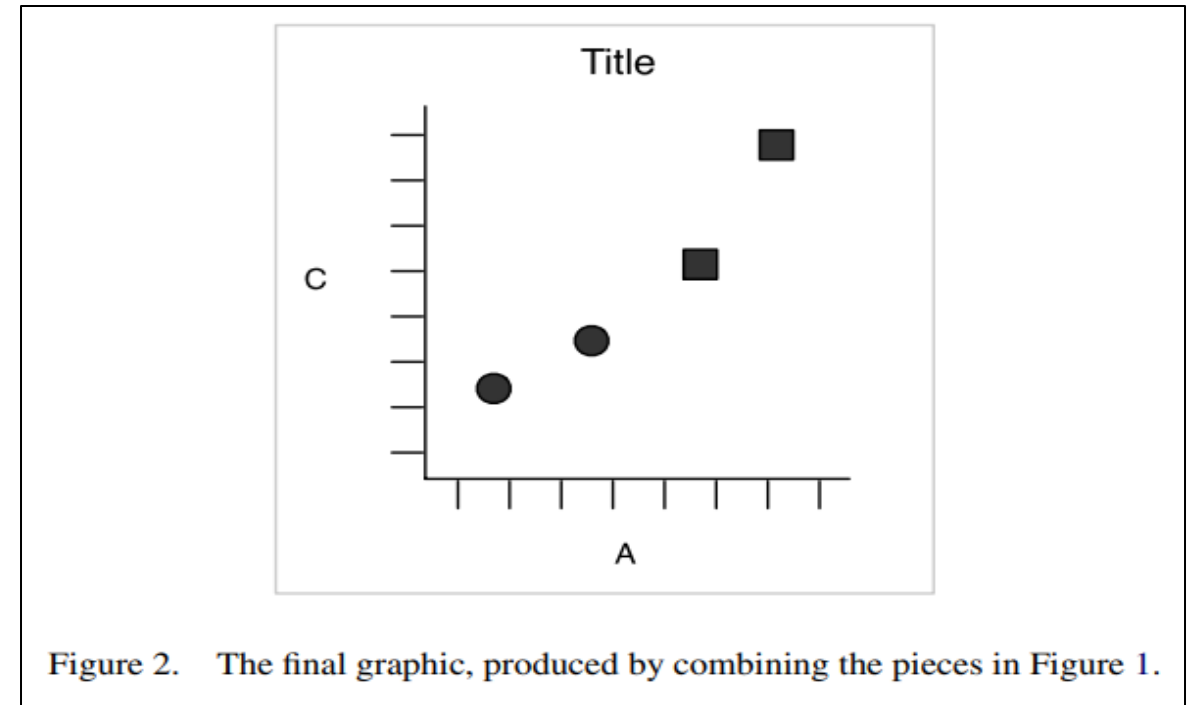 Title
C
A
Figure 2. The final graphic, produced by combining the pieces in Figure 1.